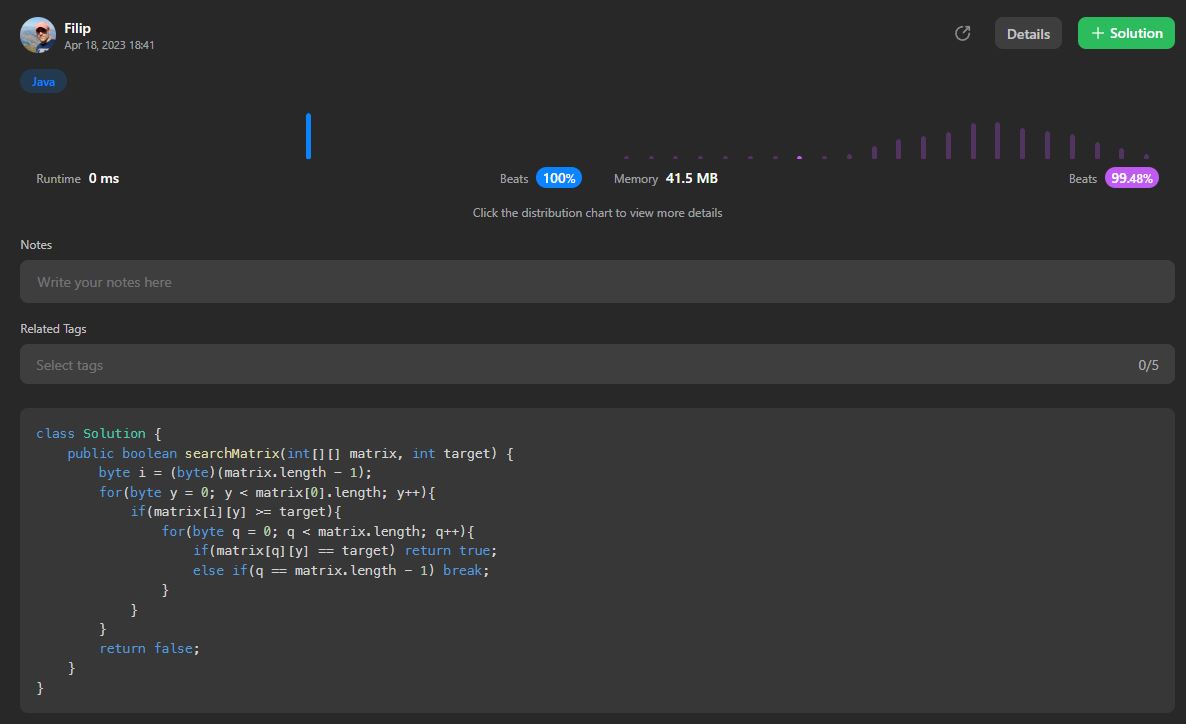 Filip
Apr 18, 2023 18:41
Details
+ Solution
Java
Runtime 0 ms
Beats 100%
Memory 41.5 MB
Beats 99.48%
Click the distribution chart to view more details
Notes
Write your notes here
Related Tags
Select tags
0/5
class Solution {
    public boolean searchMatrix(int[][] matrix, int target) {
        byte i = (byte)(matrix.length - 1);
        for(byte y = 0; y < matrix[0].length; y++){
            if(matrix[i][y] >= target){
                for(byte q = 0; q < matrix.length; q++){
                    if(matrix[q][y] == target) return true;
                    else if(q == matrix.length - 1) break;
                }
            }
        }
        return false;
    }
}